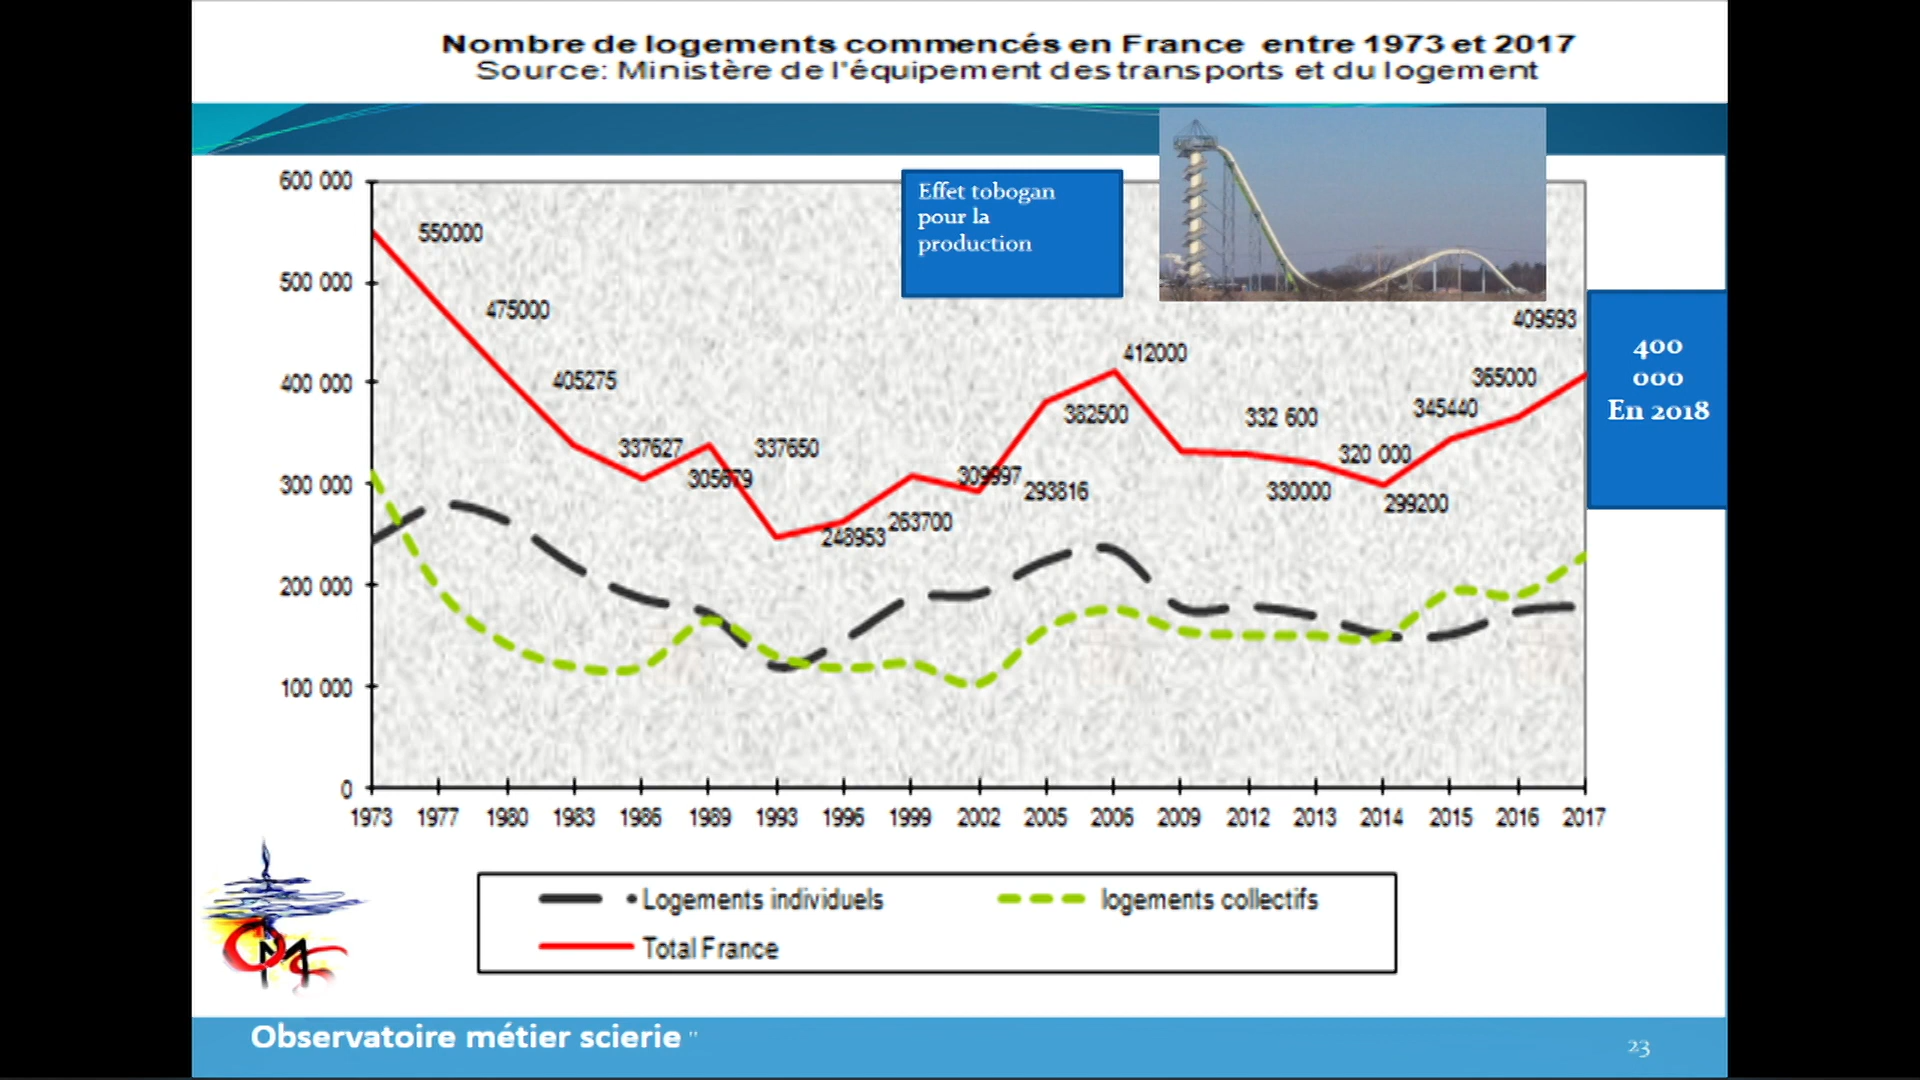 Nombre de logements commencés en France entre 1973 et 2017
Source: Ministère de l'équipement des transports et du logement
Effet tobogan
pour la
production
600 000
500 000
400 000
300 000
200 000
100 000
0
550000
475000
405275
337627
305679
337650
248953
263700
309997
293816
382500
412000
332 600
330000
320 000
299200
345440
365000
409593
400
000
En 2018
1973 1977 1980 1983 1986 1989 1993 1996 1999 2002 2005 2006 2009 2012 2013 2014 2015 2016 2017
Logements individuels
logements collectifs
Total France
OMS
Observatoire métier scierie "
23